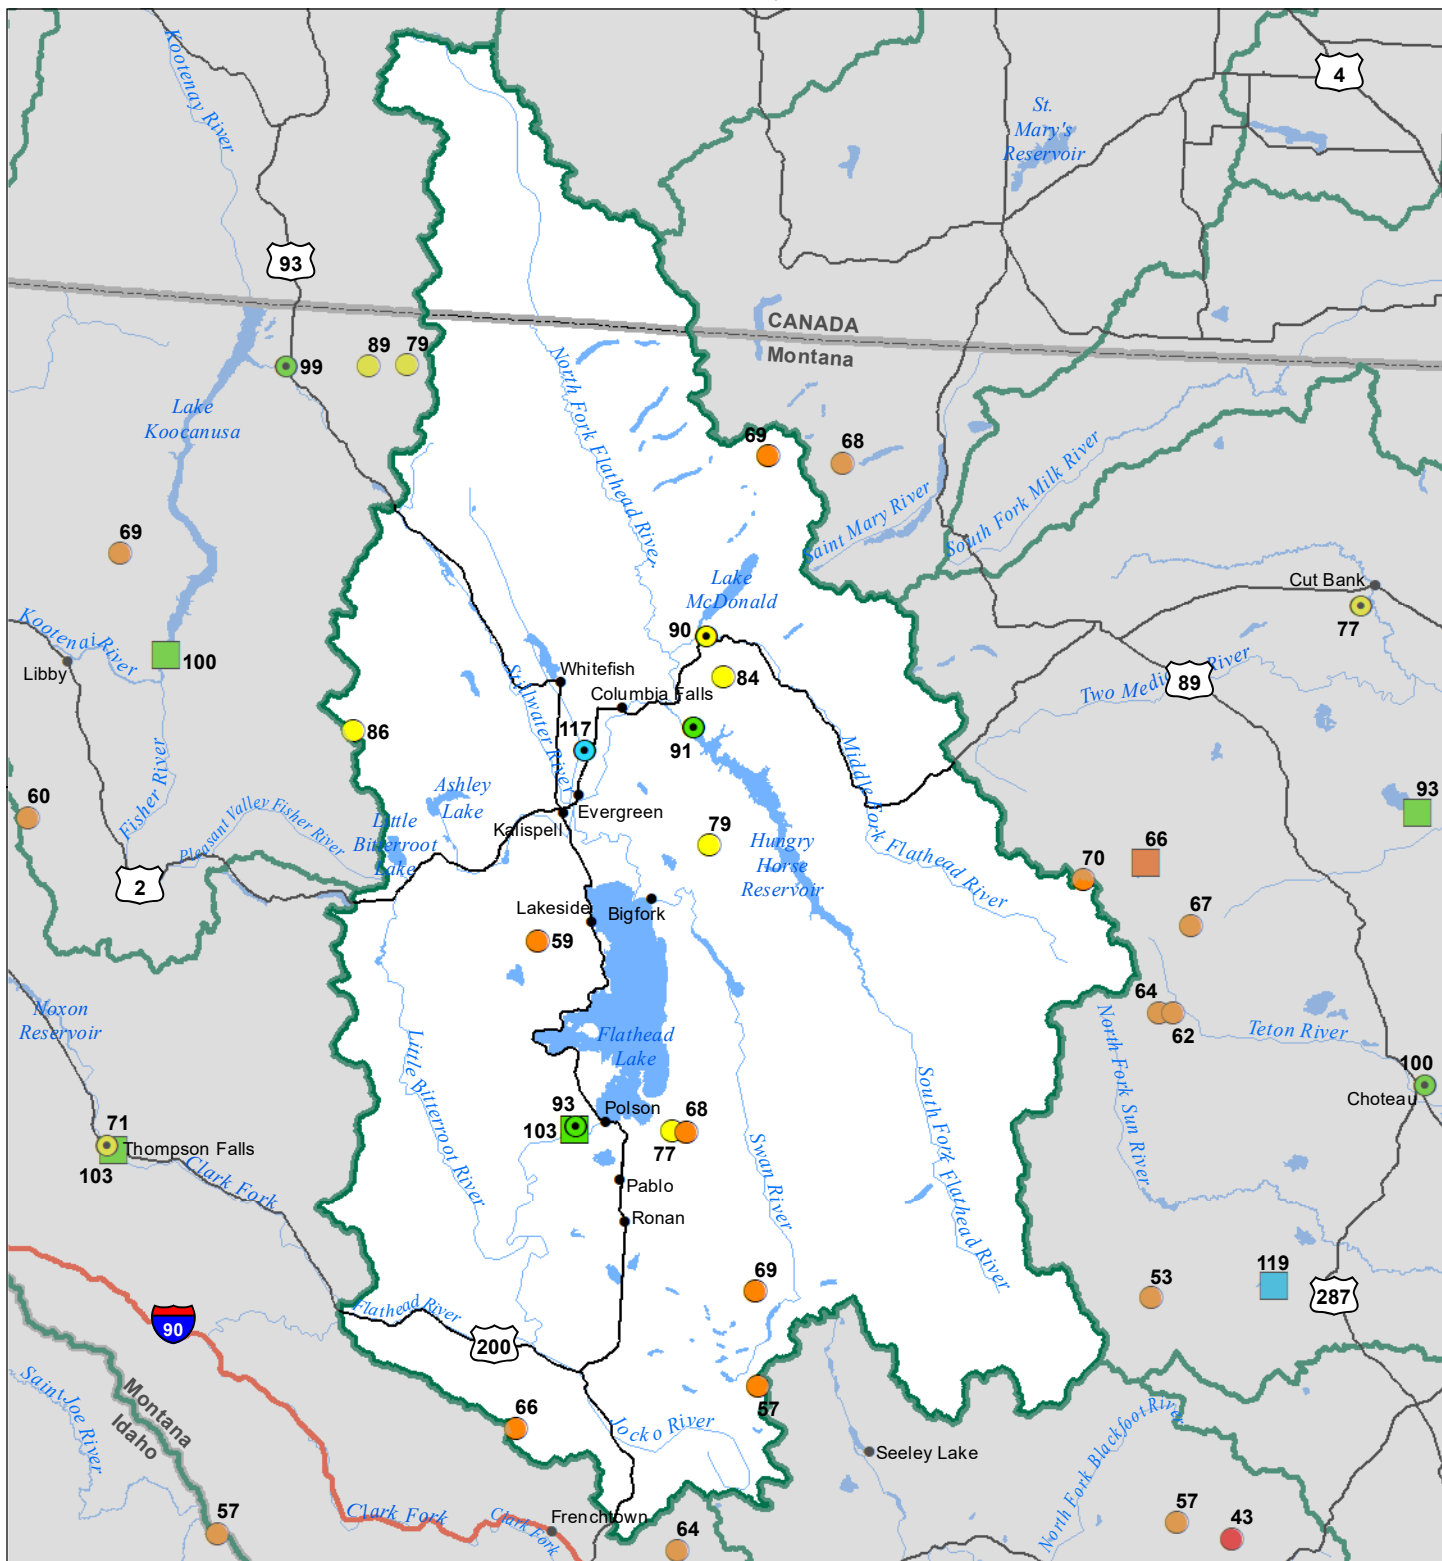 Kootenay River
4
St.
Mary's
Reservoir
93
CANADA
Montana
99
89
79
North Fork Flathead River
Lake
Koocanusa
69
68
South Fork Milk River
Saint Mary River
69
Lake
McDonald
Cut Bank
77
Kootenai River
Libby
100
90
Whitefish
84
Columbia Falls
Two Medicine River
89
Stillwater River
117
91
86
Middle Fork Flathead River
Fisher River
Ashley
Lake
60
Pleasant Valley Fisher River
Little
Bitterroot
Lake
Evergreen
Kalispell
79
Hungry
Horse
Reservoir
93
66
70
2
67
Lakeside
Bigfork
59
Noxon
Reservoir
64
62
North Fork Sun River
Teton River
Flathead
Lake
Little Bitterroot River
South Fork Flathead River
100
Choteau
71
Thompson Falls
103
Clark Fork
93
103
Polson
68
77
Swan River
Pablo
Ronan
69
53
119
287
Flathead River
90
200
Saint Joe River
Montana
Idaho
66
Jocko River
57
Seeley Lake
North Fork Blackfoot River
57
Clark Fork
Clark Fork
Frenchtown
64
57
43